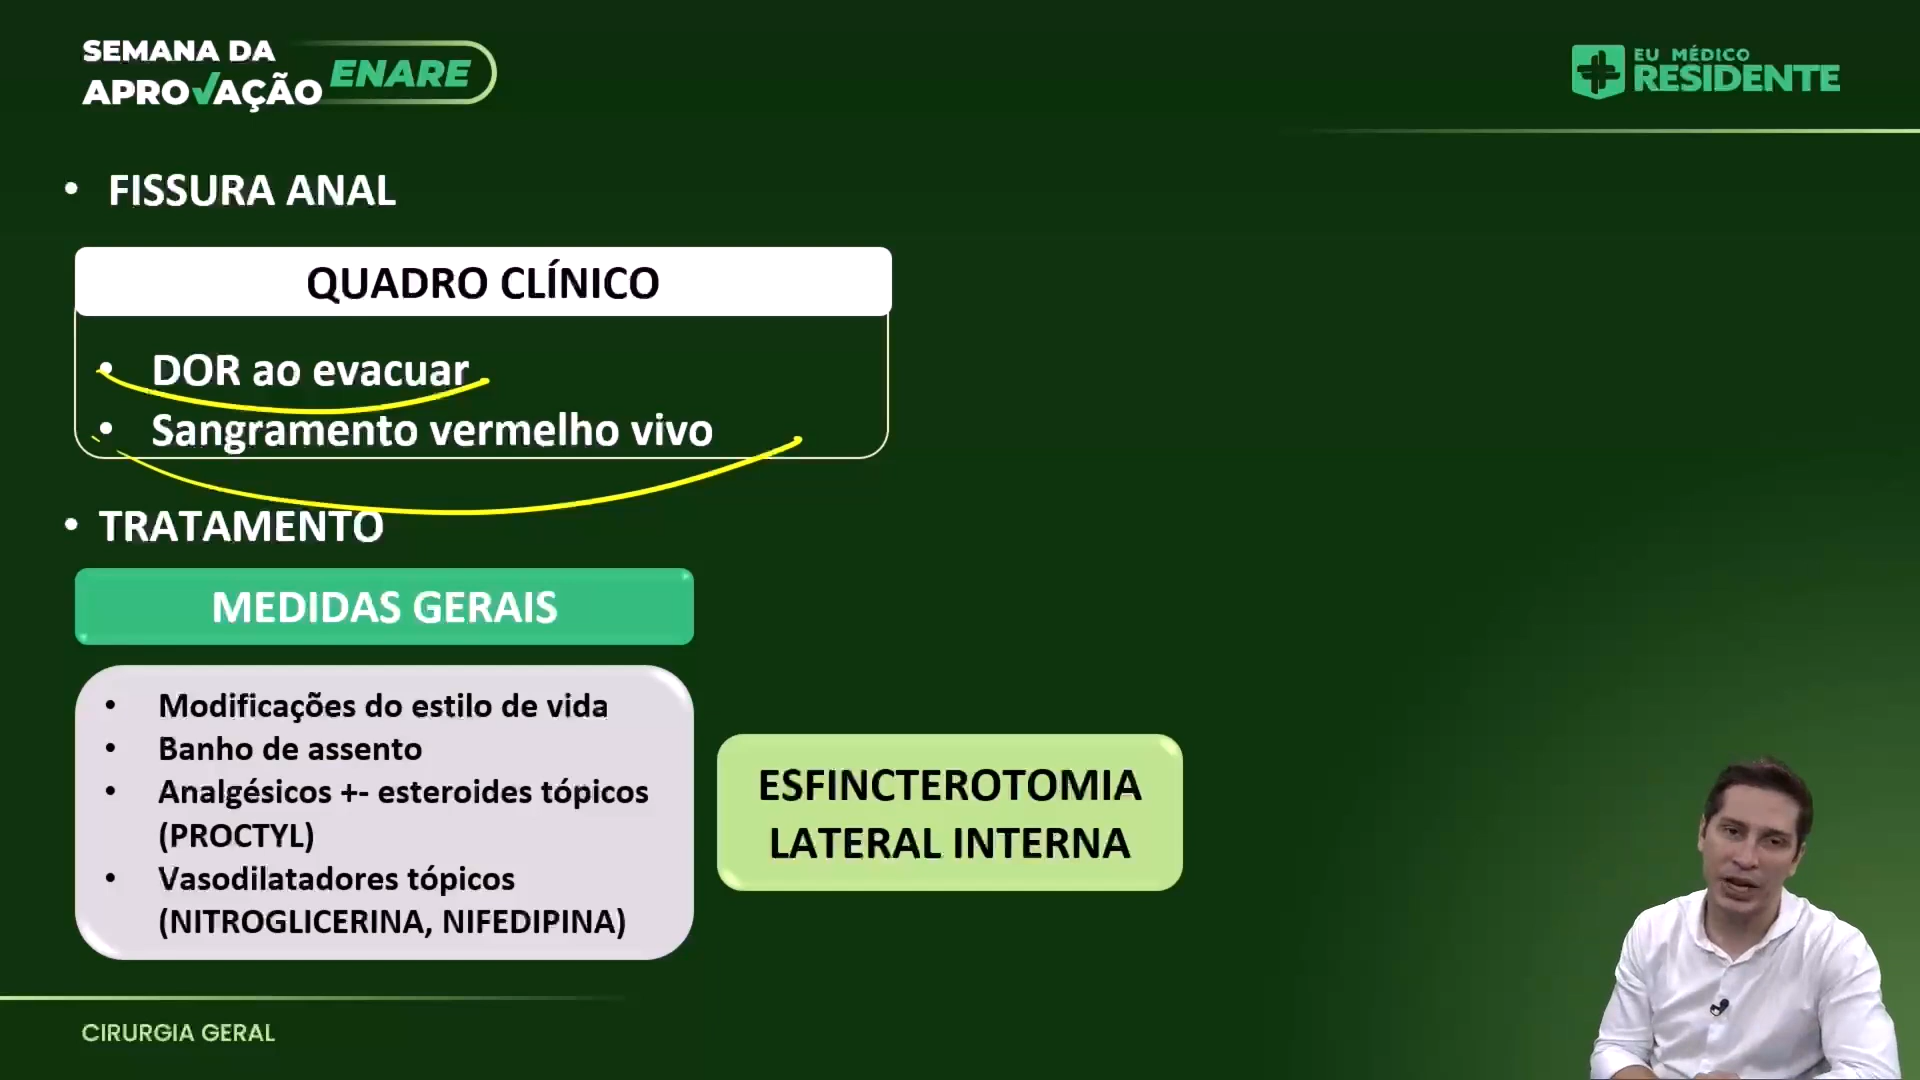 SEMANA DA
APROVAÇÃO ENARE
EU MÉDICO
RESIDENTE
• FISSURA ANAL
QUADRO CLÍNICO
• DOR ao evacuar
• Sangramento vermelho vivo
• TRATAMENTO
MEDIDAS GERAIS
• Modificações do estilo de vida
• Banho de assento
• Analgésicos +- esteroides tópicos
(PROCTYL)
• Vasodilatadores tópicos
(NITROGLICERINA, NIFEDIPINA)
ESFINCTEROTOMIA
LATERAL INTERNA
CIRURGIA GERAL